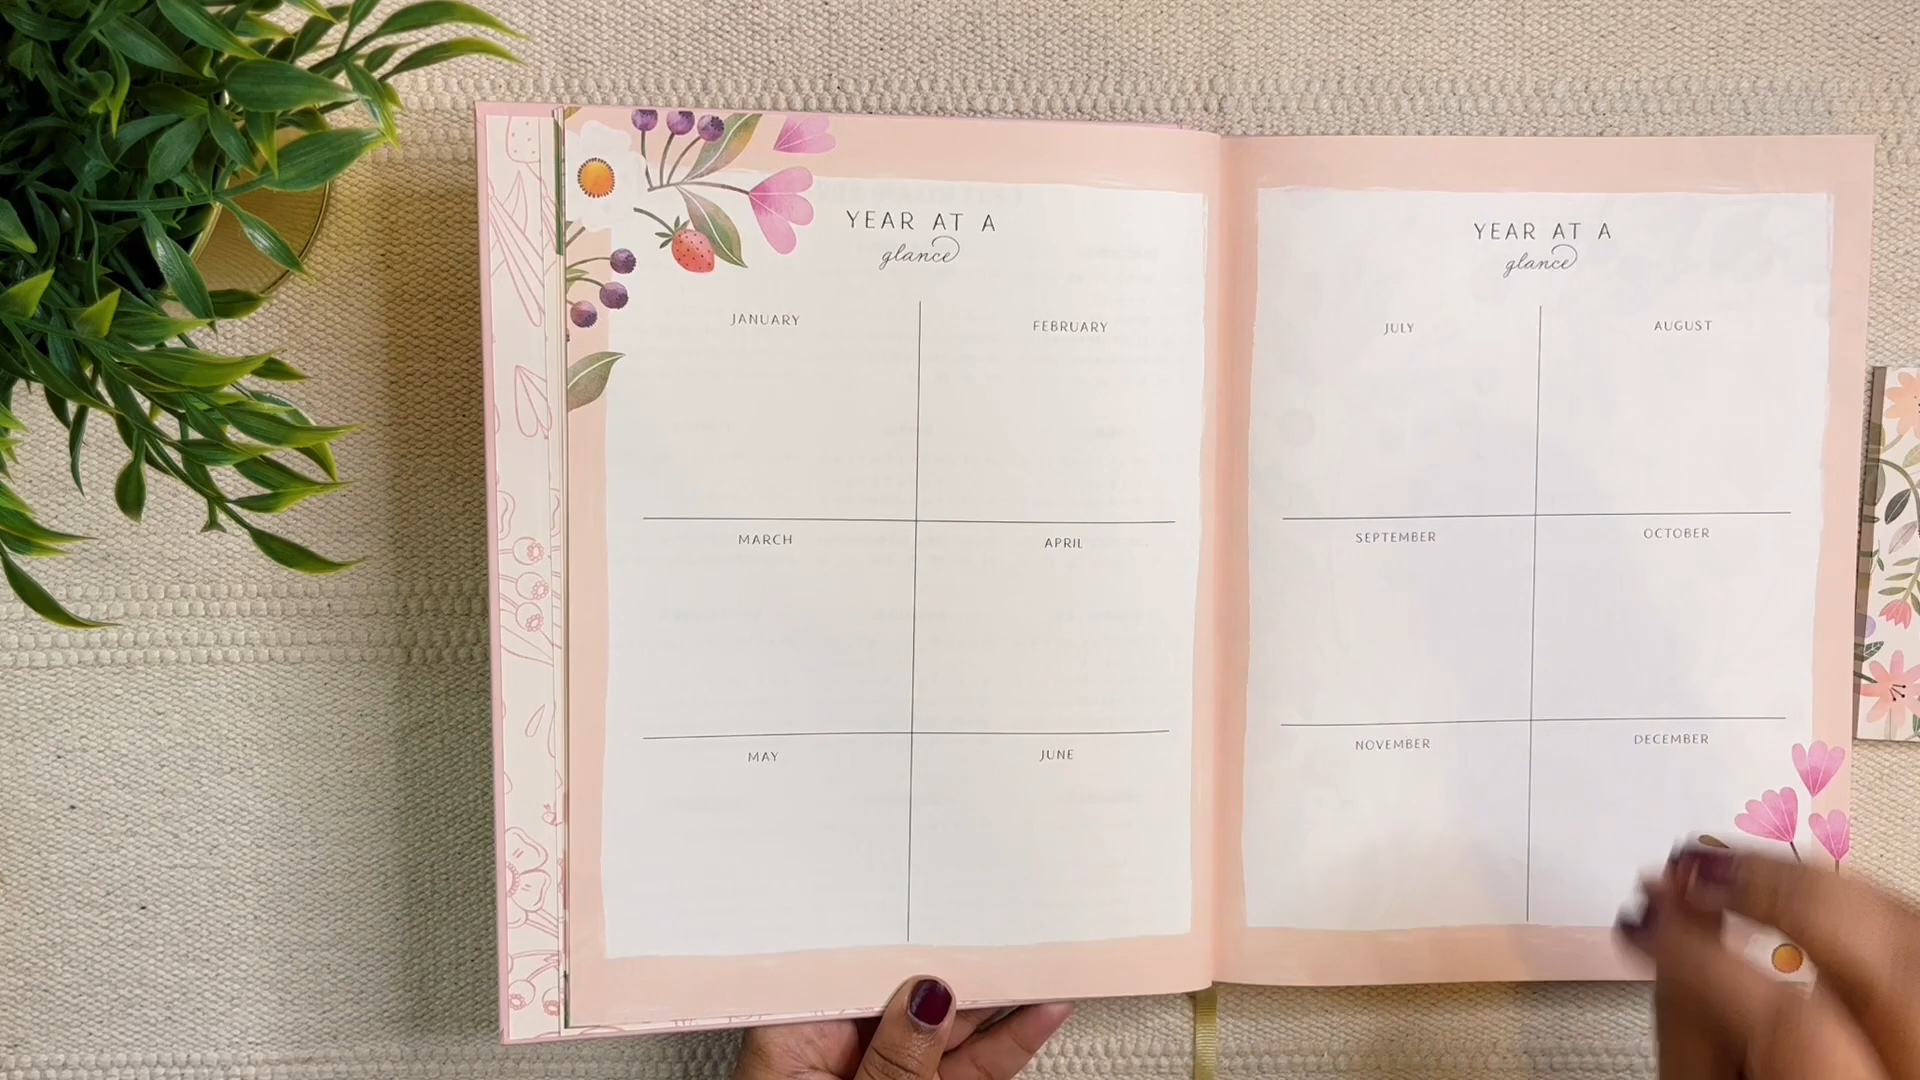 YEAR AT A
glance
JANUARY
FEBRUARY
MARCH
APRIL
MAY
JUNE
YEAR AT A
glance
JULY
AUGUST
SEPTEMBER
OCTOBER
NOVEMBER
DECEMBER